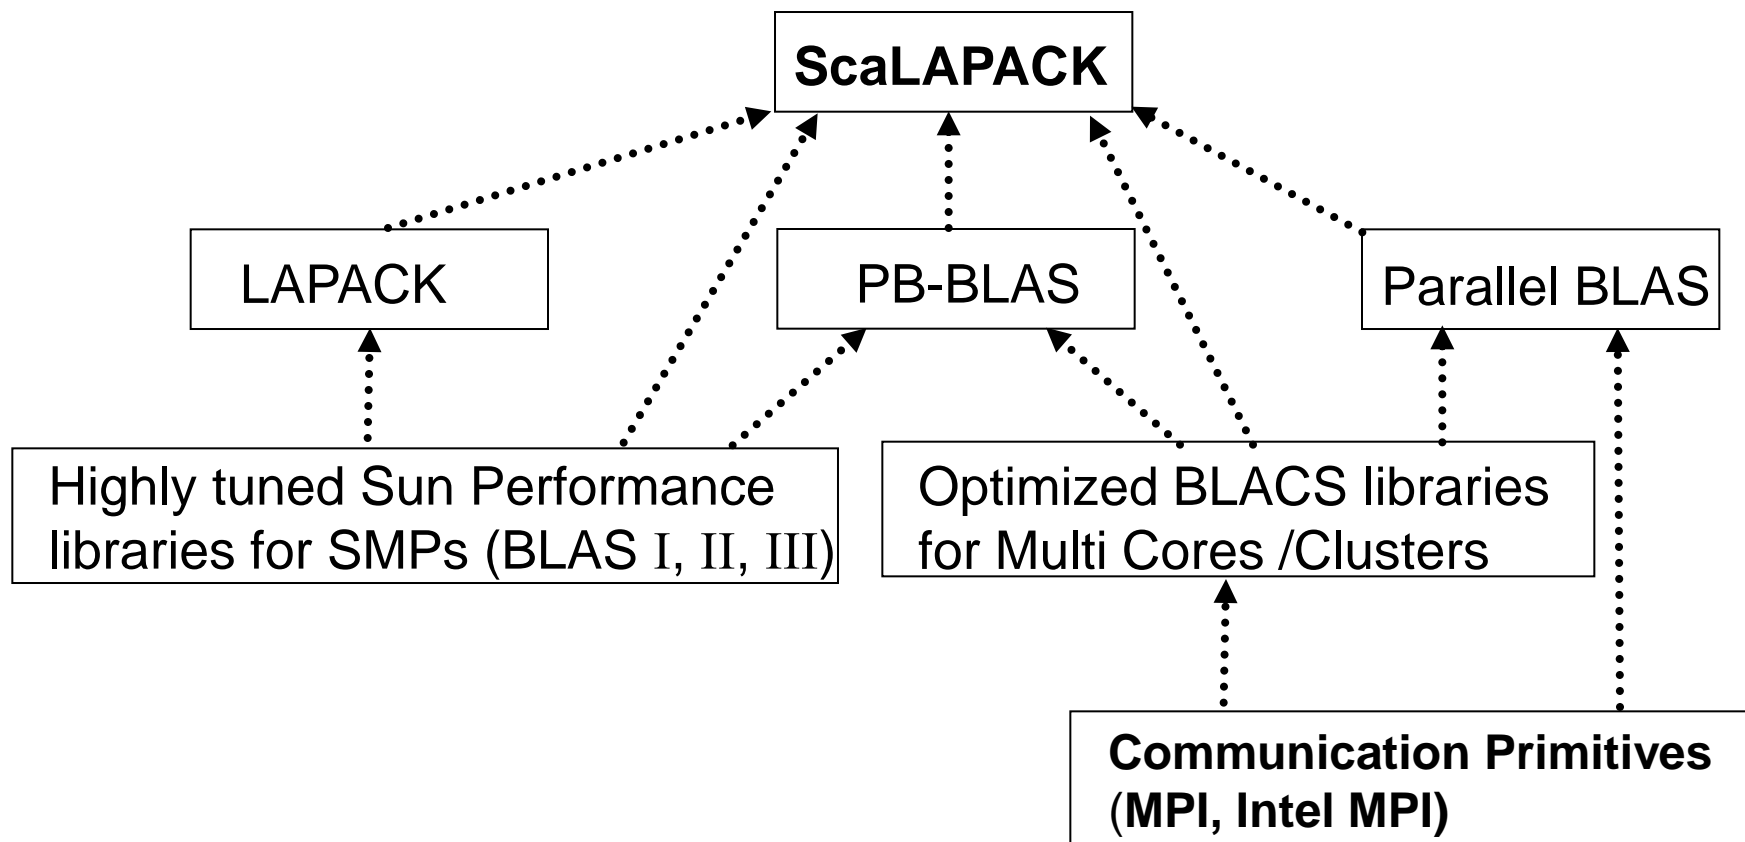 ScaLAPACK
LAPACK
PB-BLAS
Parallel BLAS
Highly tuned Sun Performance
libraries for SMPs (BLAS I, II, III)
Optimized BLACS libraries
for Multi Cores /Clusters
Communication Primitives
(MPI, Intel MPI)